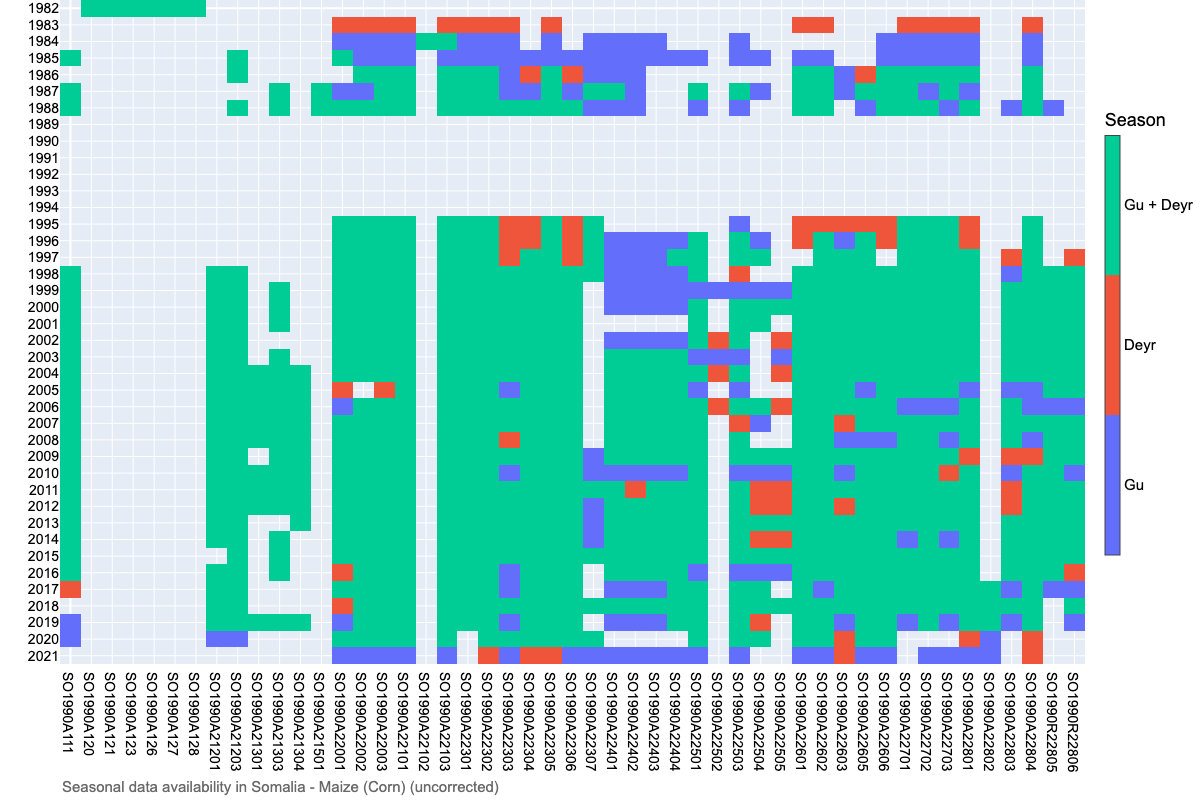 1982
1983
1984
1985
1986
1987
1988
1989
1990
1991
1992
1993
1994
1995
1996
1997
1998
1999
2000
2001
2002
2003
2004
2005
2006
2007
2008
2009
2010
2011
2012
2013
2014
2015
2016
2017
2018
2019
2020
2021
SO1990A111
SO1990A120
SO1990A121
SO1990A123
SO1990A126
SO1990A127
SO1990A128
SO1990A21201
SO1990A21203
SO1990A21301
SO1990A21303
SO1990A21304
SO1990A21501
SO1990A22001
SO1990A22002
SO1990A22003
SO1990A22101
SO1990A22102
SO1990A22103
SO1990A22301
SO1990A22302
SO1990A22303
SO1990A22304
SO1990A22305
SO1990A22306
SO1990A22307
SO1990A22401
SO1990A22402
SO1990A22403
SO1990A22404
SO1990A22501
SO1990A22502
SO1990A22503
SO1990A22504
SO1990A22505
SO1990A22601
SO1990A22602
SO1990A22603
SO1990A22605
SO1990A22606
SO1990A22701
SO1990A22702
SO1990A22703
SO1990A22801
SO1990A22802
SO1990A22803
SO1990A22804
SO1990R22805
SO1990R22806
Season
Gu + Deyr
Deyr
Gu
Seasonal data availability in Somalia - Maize (Corn) (uncorrected)